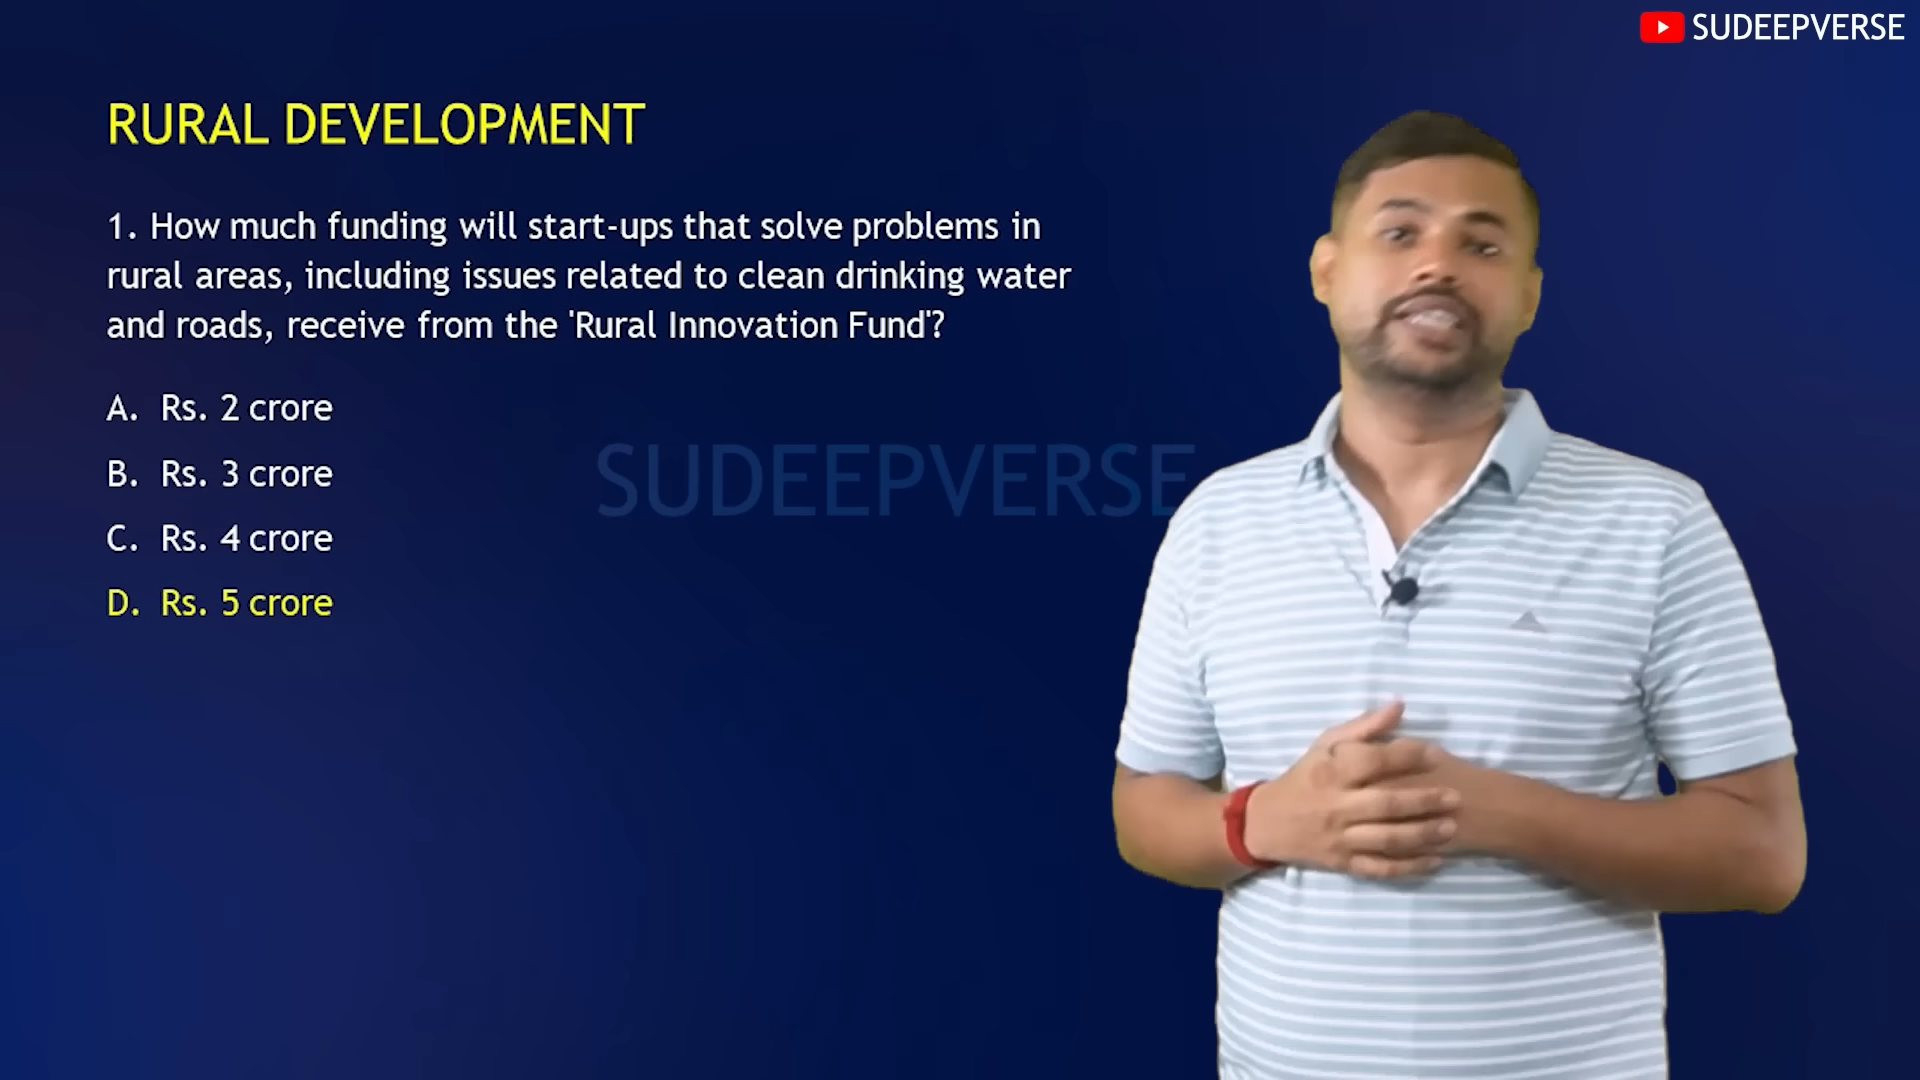 SUDEEPVERSE
RURAL DEVELOPMENT
1. How much funding will start-ups that solve problems in
rural areas, including issues related to clean drinking water
and roads, receive from the 'Rural Innovation Fund'?
A. Rs. 2 crore
B. Rs. 3 crore
SUDEEPVERSE
C. Rs. 4 crore
D. Rs. 5 crore